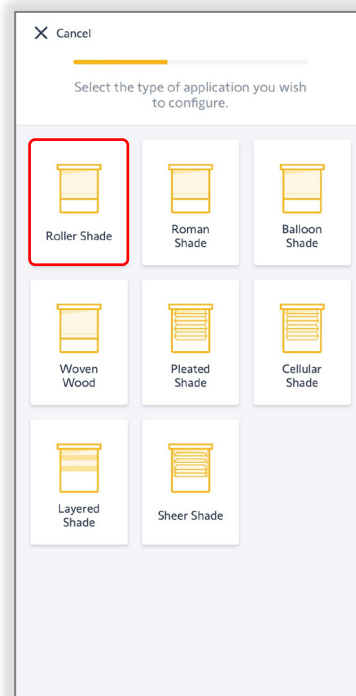 Cancel
Select the type of application you wish
to configure.
Roller Shade
Roman
Shade
Balloon
Shade
Woven
Wood
Pleated
Shade
Cellular
Shade
Layered
Shade
Sheer Shade